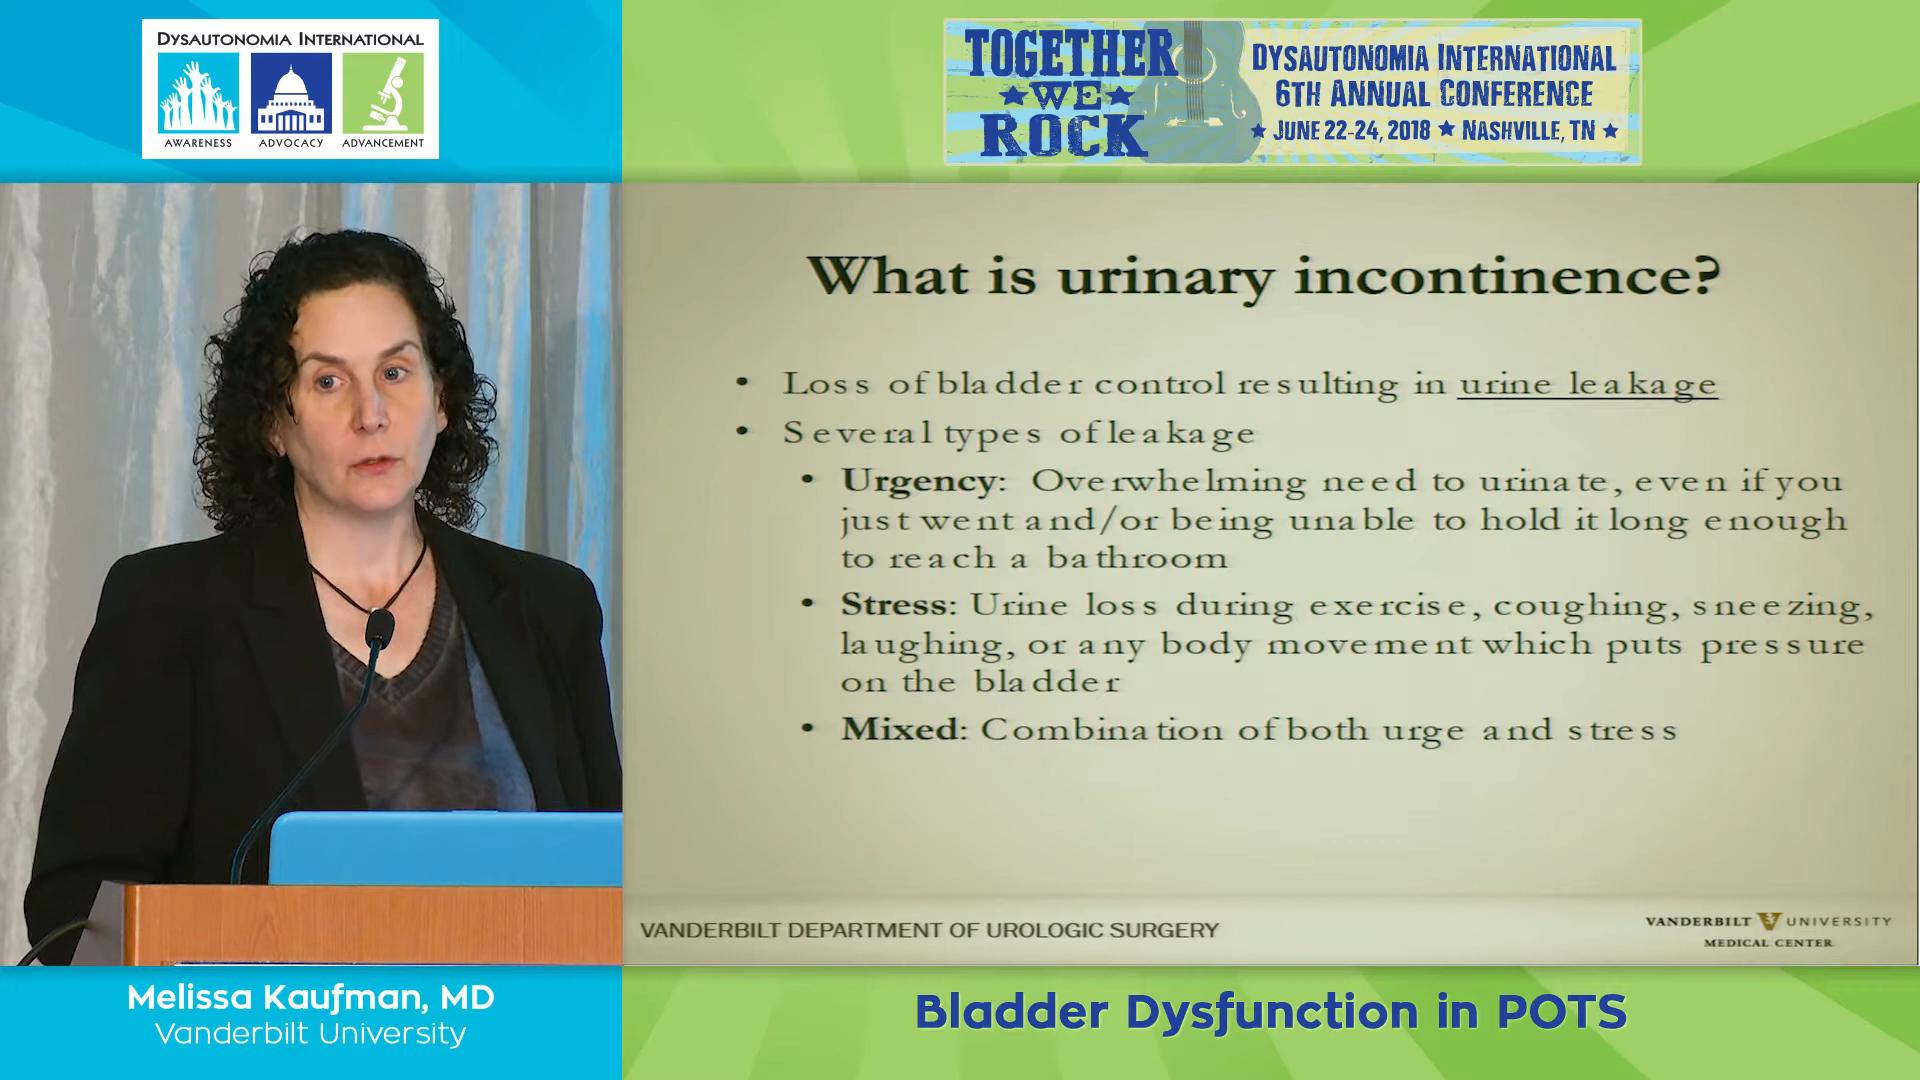 DYSAUTONOMIA INTERNATIONAL
AWARENESS
ADVOCACY
ADVANCEMENT
TOGETHER
WE
ROCK
DYSAUTONOMIA INTERNATIONAL
6TH ANNUAL CONFERENCE
JUNE 22-24, 2018 ★ NASHVILLE, TN ★
What is urinary incontinence?
• Loss of bladder control resulting in urine leakage
• Several types of leakage
• Urgency: Overwhelming need to urinate, even if you
just went and/or being unable to hold it long enough
to reach a bathroom
• Stress: Urine loss during exercise, coughing, sneezing,
laughing, or any body movement which puts pressure
on the bladder
• Mixed: Combination of both urge and stress
VANDERBILT DEPARTMENT OF UROLOGIC SURGERY
VANDERBILT UNIVERSITY
MEDICAL CENTER
Melissa Kaufman, MD
Vanderbilt University
Bladder Dysfunction in POTS